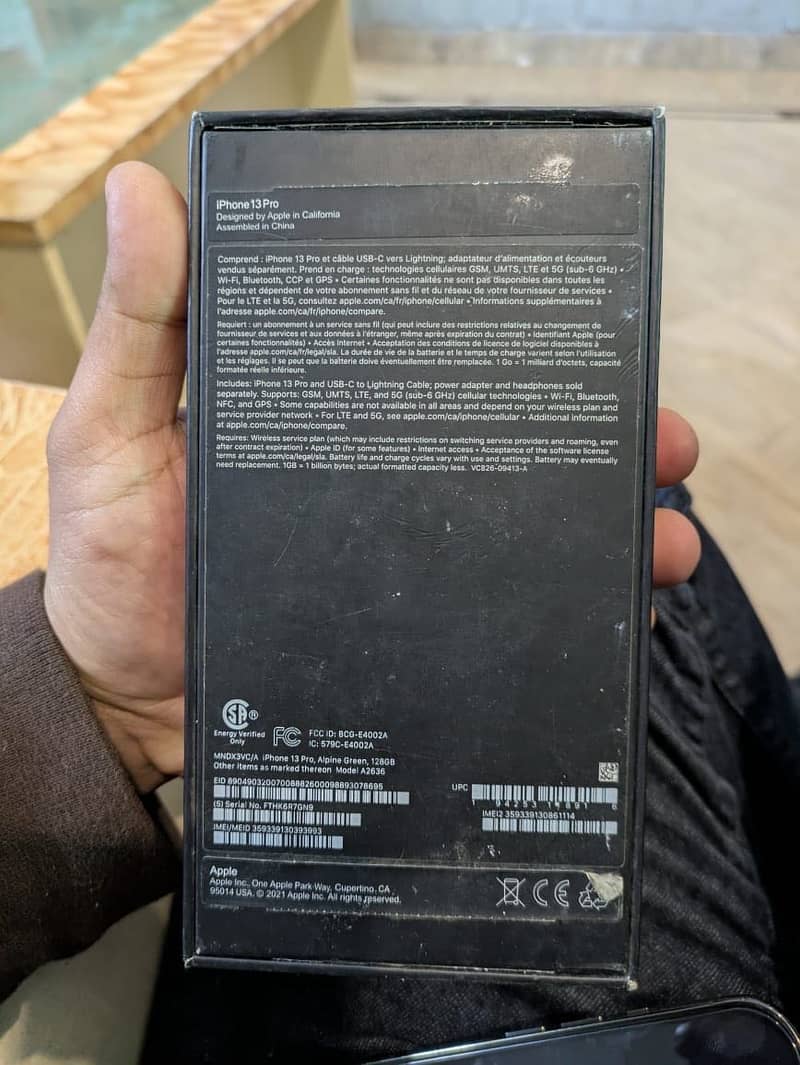 iPhone 13 Pro
Designed by Apple in California
Assembled in China
Comprend : iPhone 13 Pro et câble USB-C vers Lightning; adaptateur d'alimentation et écouteurs
vendus séparément. Prend en charge : technologies cellulaires GSM, UMTS, LTE et 5G (sub-6 GHz) •
Wi-Fi, Bluetooth, CCP et GPS • Certaines fonctionnalités ne sont pas disponibles dans toutes les
régions et dépendent de votre abonnement sans fil et du réseau de votre fournisseur de services •
Pour le LTE et la 5G, consultez apple.com/ca/fr/iphone/cellular • Informations supplémentaires à
l'adresse apple.com/ca/fr/iphone/compare.
Requiert : un abonnement à un service sans fil (qui peut inclure des restrictions relatives au changement de
fournisseur de services et aux données à l'étranger, même après expiration du contrat) • Identifiant Apple (pour
certaines fonctionnalités) • Accès Internet • Acceptation des conditions de licence de logiciel disponibles à
l'adresse apple.com/ca/fr/legal/sla. La durée de vie de la batterie et le temps de charge varient selon l'utilisation
et les réglages. Il se peut que la batterie doive éventuellement être remplacée. 1 Go = 1 milliard d'octets, capacité
formatée réelle inférieure.
Includes: iPhone 13 Pro and USB-C to Lightning Cable; power adapter and headphones sold
separately. Supports: GSM, UMTS, LTE, and 5G (sub-6 GHz) cellular technologies • Wi-Fi, Bluetooth,
NFC, and GPS • Some capabilities are not available in all areas and depend on your wireless plan and
service provider network • For LTE and 5G, see apple.com/ca/iphone/cellular • Additional information
at apple.com/ca/iphone/compare.
Requires: Wireless service plan (which may include restrictions on switching service providers and roaming, even
after contract expiration) • Apple ID (for some features) • Internet access • Acceptance of the software license
terms at apple.com/ca/legal/sla. Battery life and charge cycles vary with use and settings. Battery may eventually
need replacement. 1GB = 1 billion bytes; actual formatted capacity less. VC826-09413-A
SA ®
Energy Verified
Only
FC
FCC ID: BCG-E4002A
IC: 579C-E4002A
MNDX3VC/A iPhone 13 Pro, Alpine Green, 128GB
Other items as marked thereon Model A2636
EID 89049032007008882600098893078695
(S) Serial No. FTHK6R7GN9
IMEI/MEID 359339130393993
UPC
IMEI2 359339130861114
Apple
Apple Inc., One Apple Park Way, Cupertino, CA
95014 USA. © 2021 Apple Inc. All rights reserved.
CE